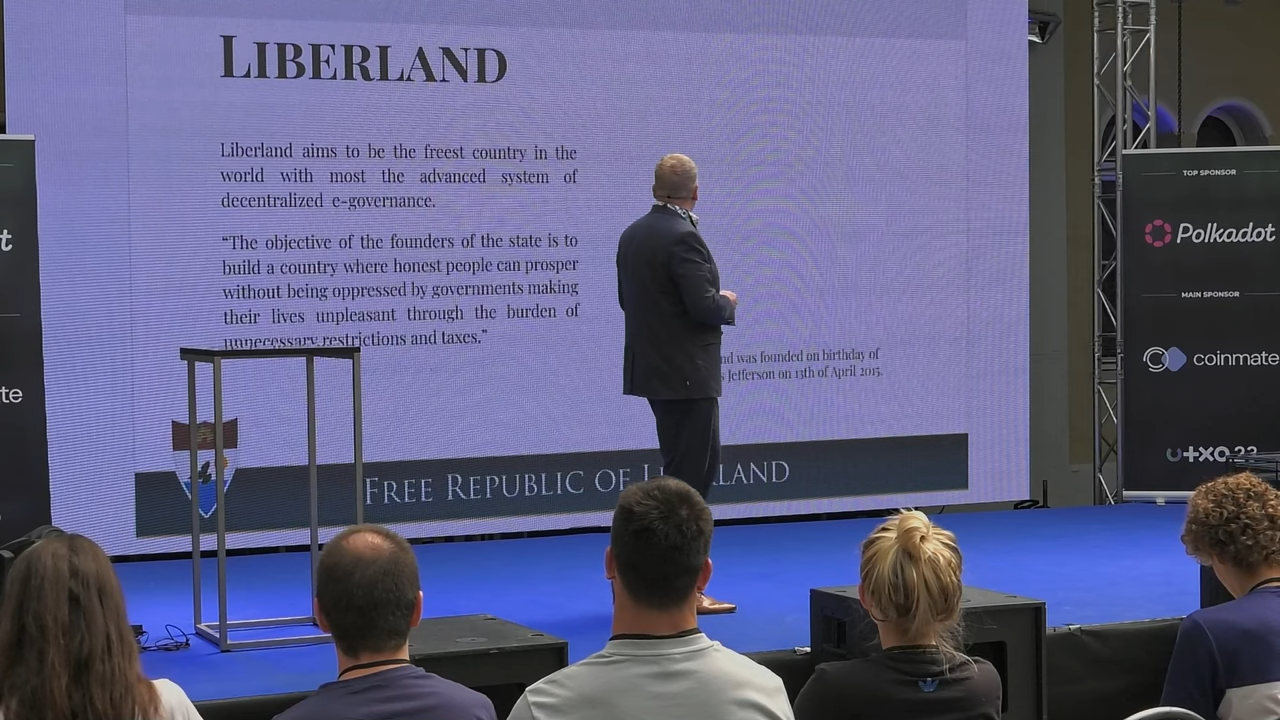 LIBERLAND
Liberland aims to be the freest country in the
world with most the advanced system of
decentralized e-governance.
“The objective of the founders of the state is to
build a country where honest people can prosper
without being oppressed by governments making
their lives unpleasant through the burden of
unnecessary restrictions and taxes.”
was founded on birthday of
Jefferson on 13th of April 2015.
FREE REPUBLIC OF
TOP SPONSOR
Polkadot
MAIN SPONSOR
coinmate
utxo.23